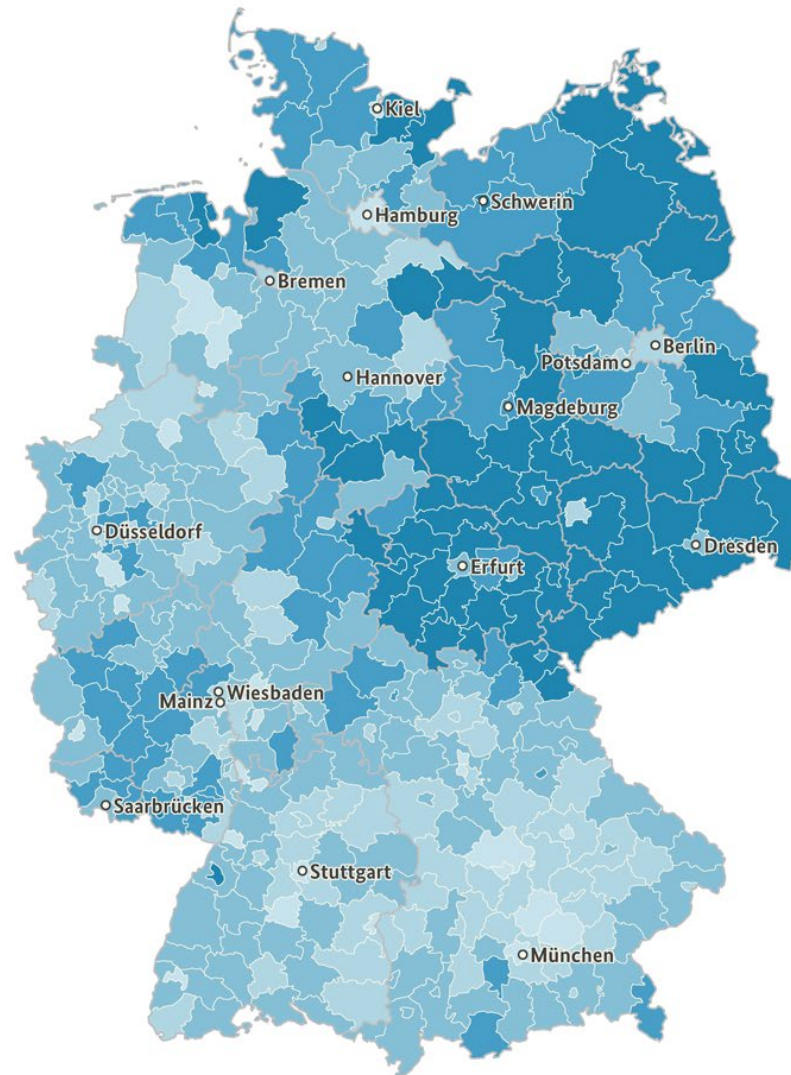 Kiel
Schwerin
Hamburg
Bremen
Berlin
Potsdam
Hannover
Magdeburg
Düsseldorf
Dresden
Erfurt
Wiesbaden
Mainz
Saarbrücken
Stuttgart
München